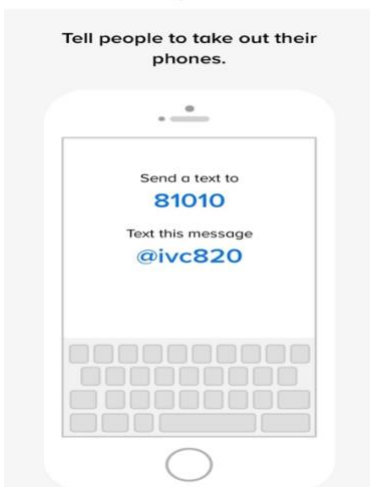 Tell people to take out their
phones.
Send a text to
81010
Text this message
@ivc820